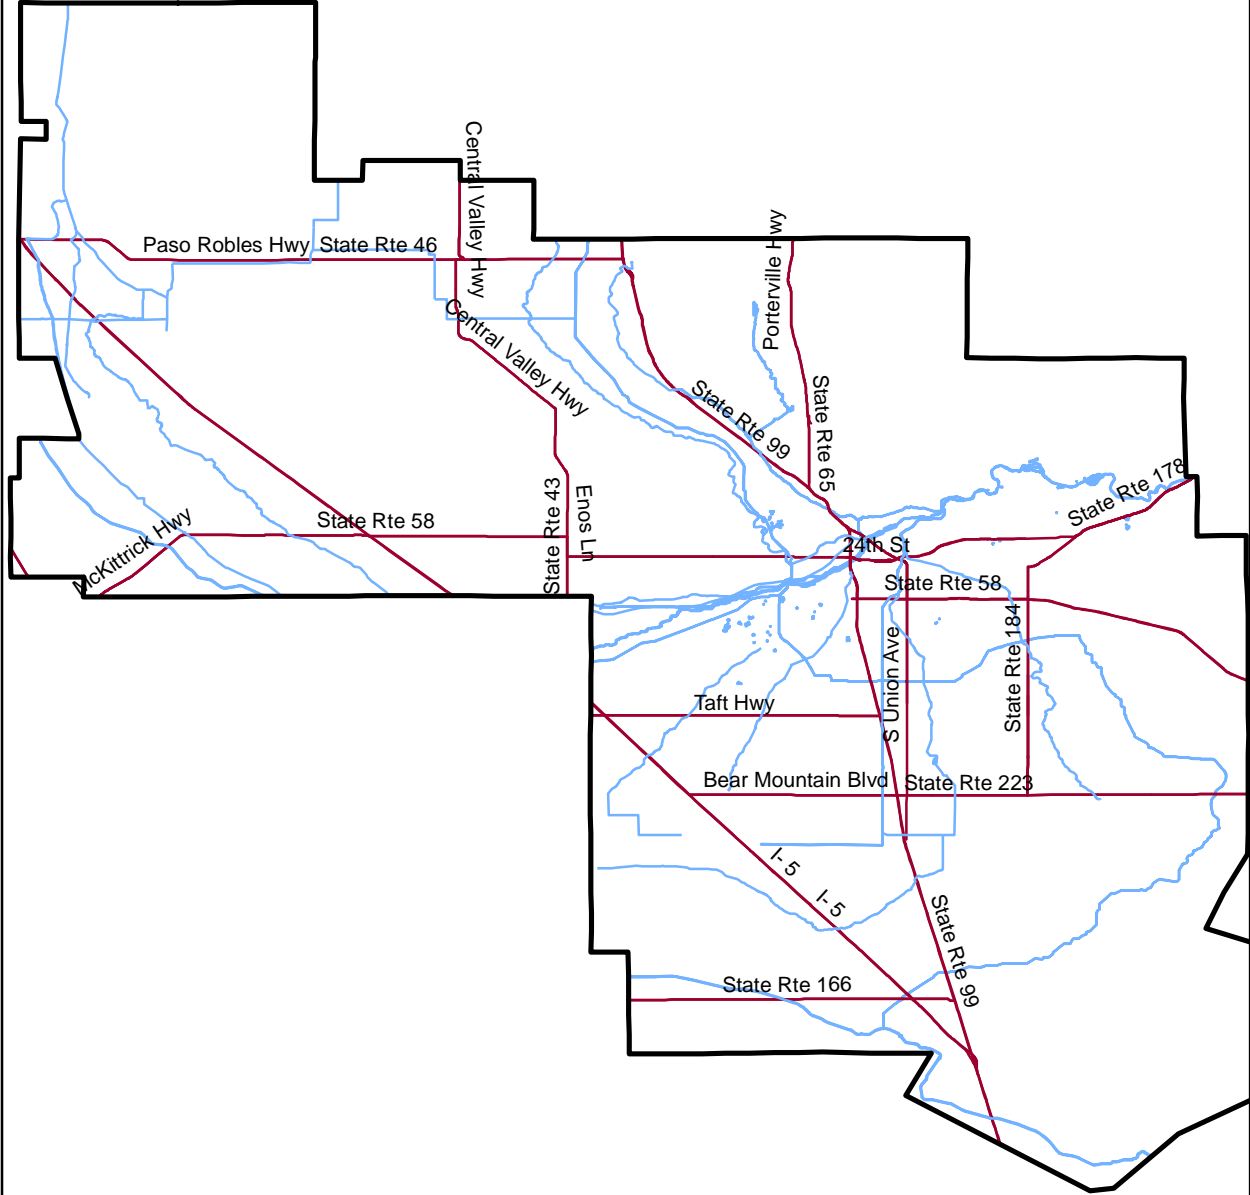 Central Valley Hwy
Paso Robles Hwy
State Rte 46
Porterville Hwy
Central Valley Hwy
State Rte 99
State Rte 65
State Rte 178
State Rte 43
Enos Ln
State Rte 58
McKittrick Hwy
24th St
State Rte 58
State Rte 184
S Union Ave
Taft Hwy
Bear Mountain Blvd
State Rte 223
I- 5
I- 5
State Rte 99
State Rte 166